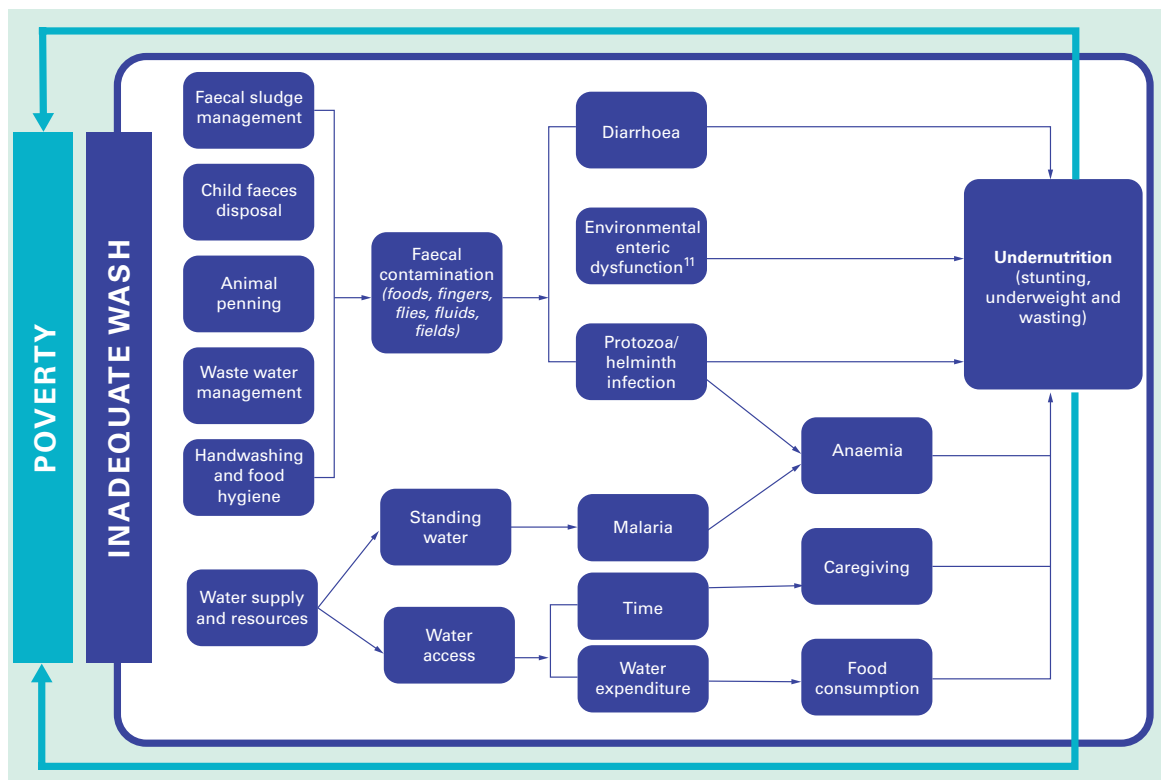 POVERTY
INADEQUATE WASH
Faecal sludge
management
Child faeces
disposal
Animal
penning
Waste water
management
Handwashing
and food
hygiene
Water supply
and resources
Faecal
contamination
(foods, fingers,
flies, fluids,
fields)
Standing
water
Water
access
Diarrhoea
Environmental
enteric
dysfunction¹¹
Protozoa/
helminth
infection
Malaria
Time
Water
expenditure
Anaemia
Caregiving
Food
consumption
Undernutrition
(stunting,
underweight and
wasting)